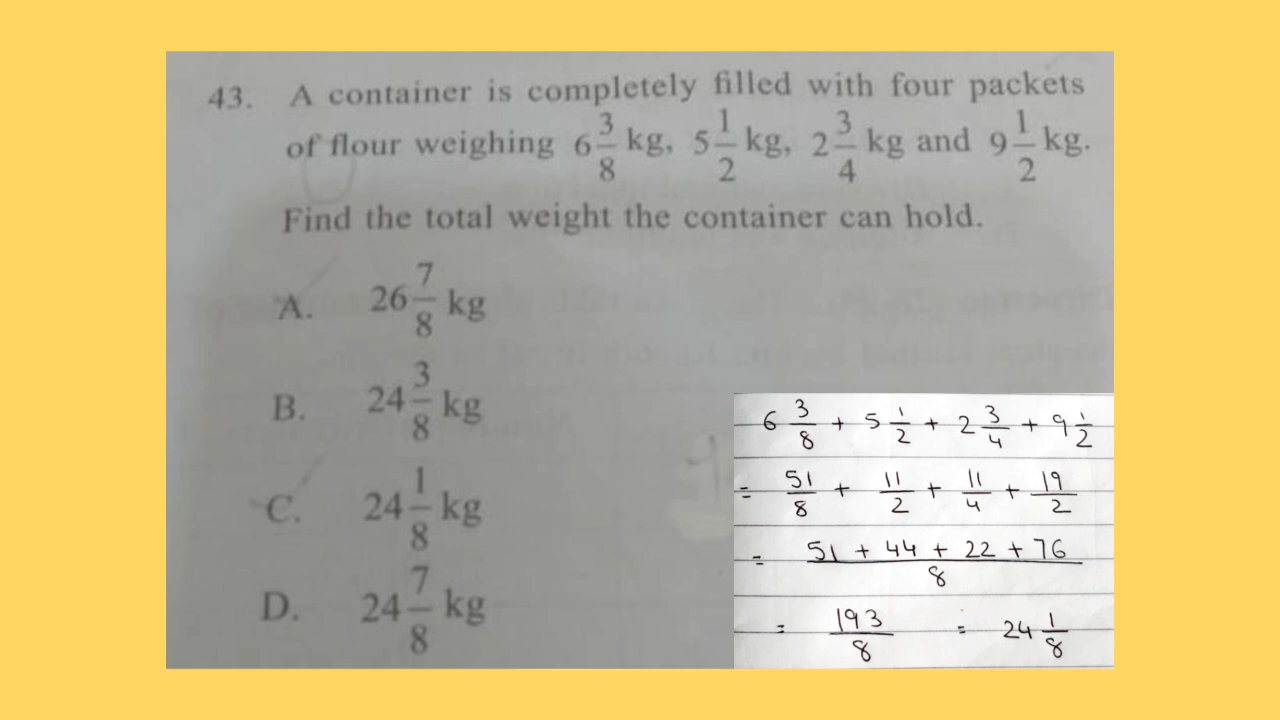 43. A container is completely filled with four packets
of flour weighing 6 3/8 kg, 5 1/2 kg, 2 3/4 kg and 9 1/2 kg.
Find the total weight the container can hold.
A. 26 7/8 kg
B. 24 3/8 kg
C. 24 1/8 kg
D. 24 7/8 kg
6 3/8 + 5 1/2 + 2 3/4 + 9 1/2
= 51/8 + 11/2 + 11/4 + 19/2
= 51 + 44 + 22 + 76 / 8
= 193/8 = 24 1/8